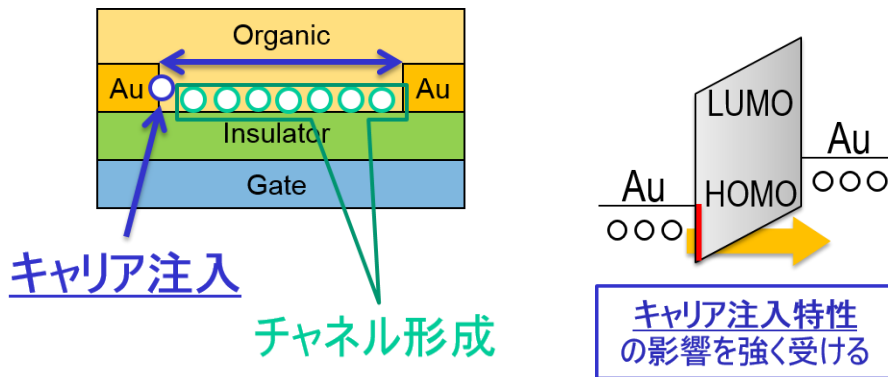 Organic
Au
Au
Insulator
Gate
キャリア注入
チャネル形成
LUMO
Au
Au
HOMO
キャリア注入特性
の影響を強く受ける